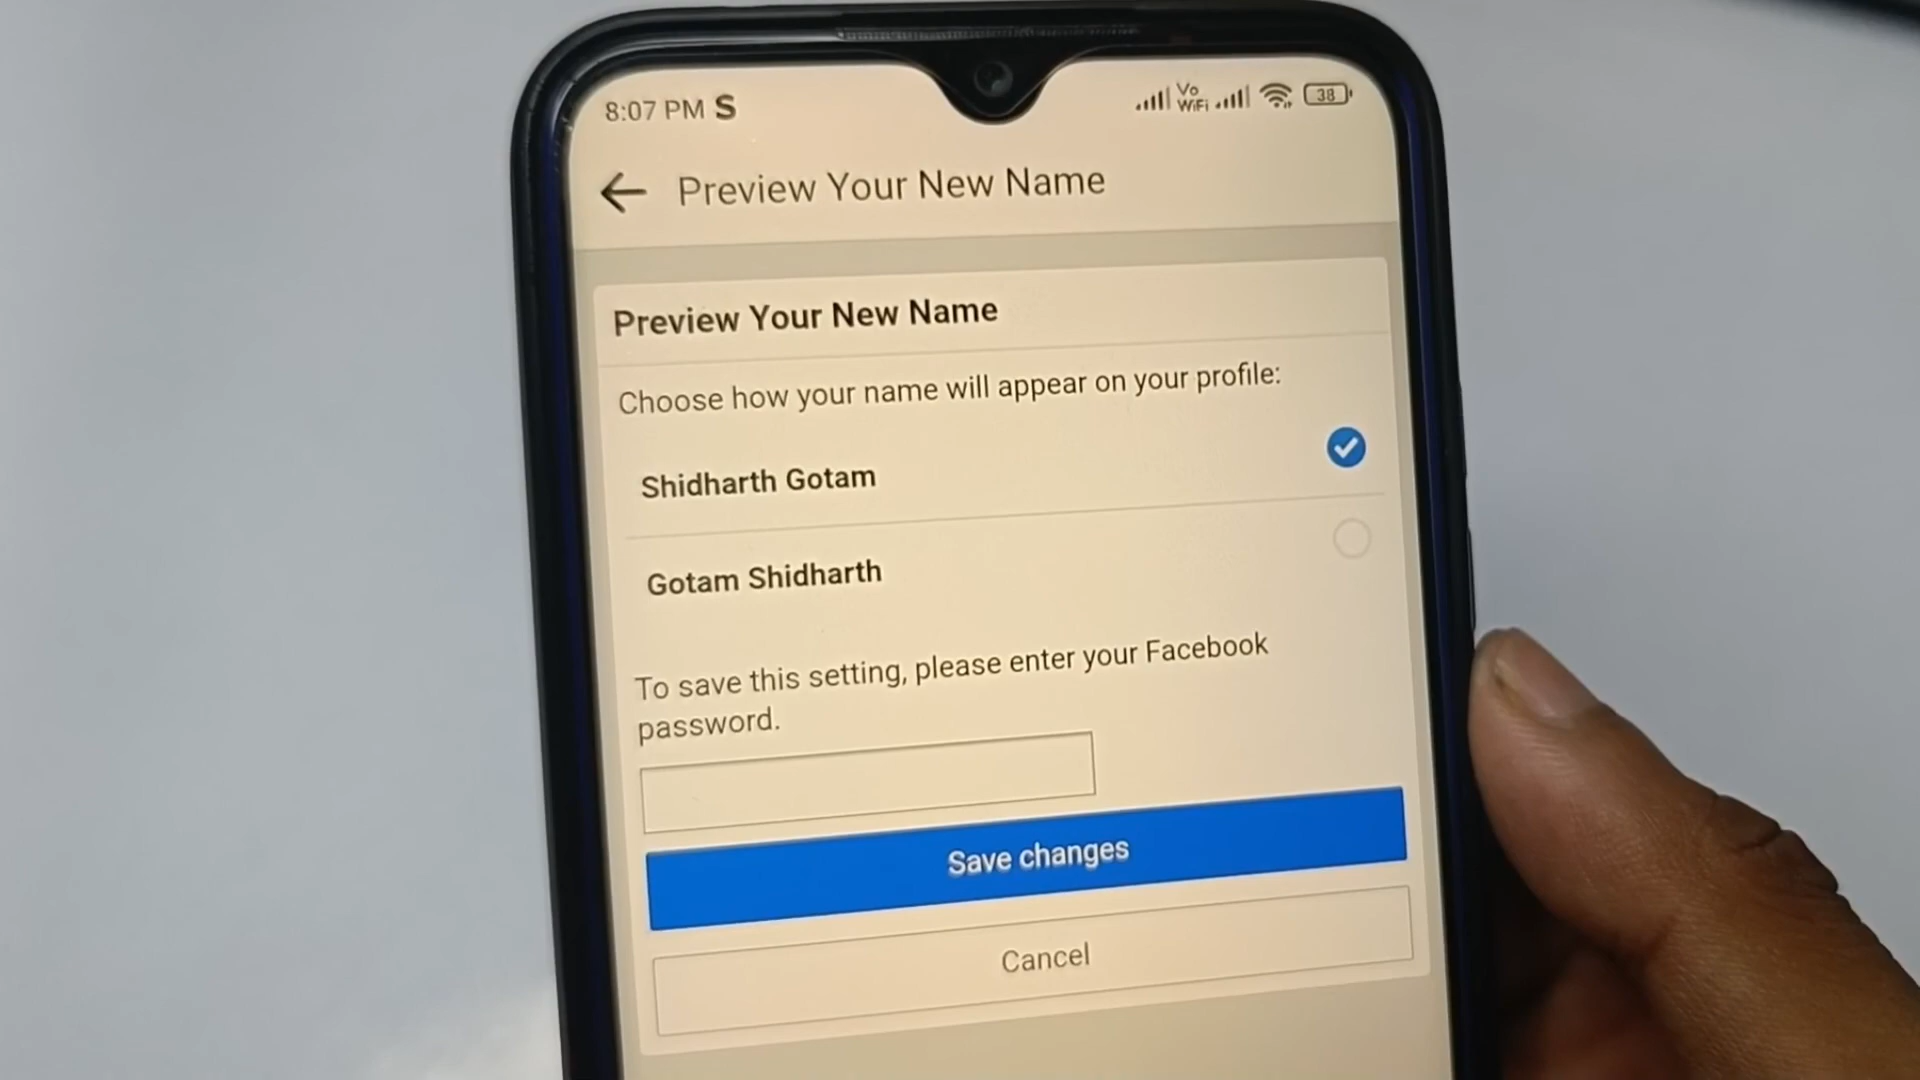 8:07 PM S Vo WiFi 38
Preview Your New Name
Preview Your New Name
Choose how your name will appear on your profile:
Shidharth Gotam
Gotam Shidharth
To save this setting, please enter your Facebook
password.
Save changes
Cancel